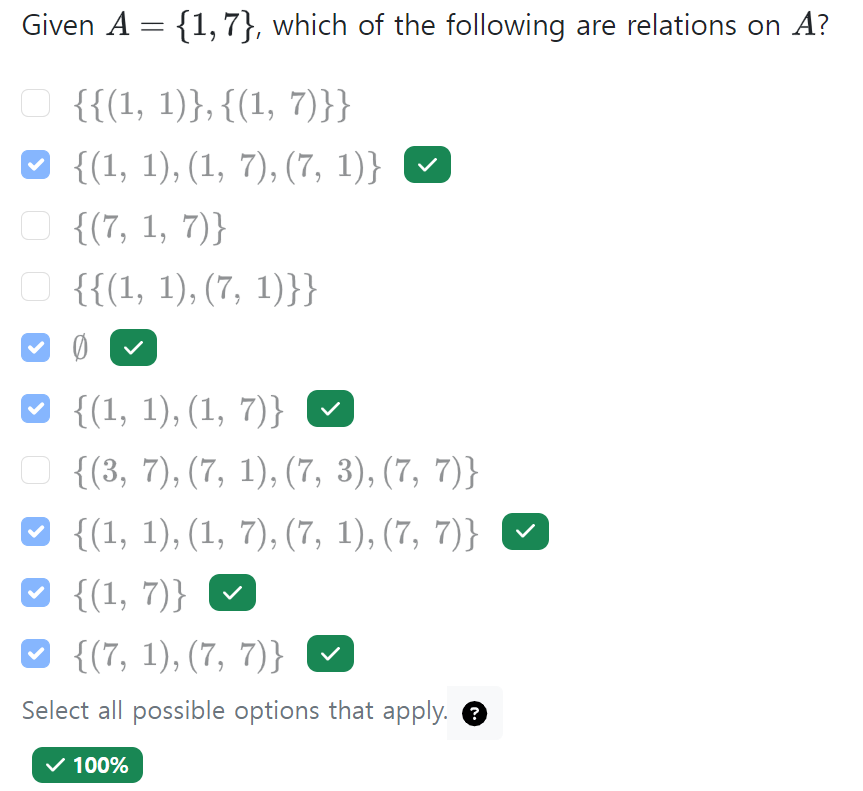 Given A = {1, 7}, which of the following are relations on A?
{{(1, 1)}, {(1, 7)}}
{(1, 1), (1, 7), (7, 1)}
{(7, 1, 7)}
{{(1, 1), (7, 1)}}
∅
{(1, 1), (1, 7)}
{(3, 7), (7, 1), (7, 3), (7, 7)}
{(1, 1), (1, 7), (7, 1), (7, 7)}
{(1, 7)}
{(7, 1), (7, 7)}
Select all possible options that apply. ?
100%